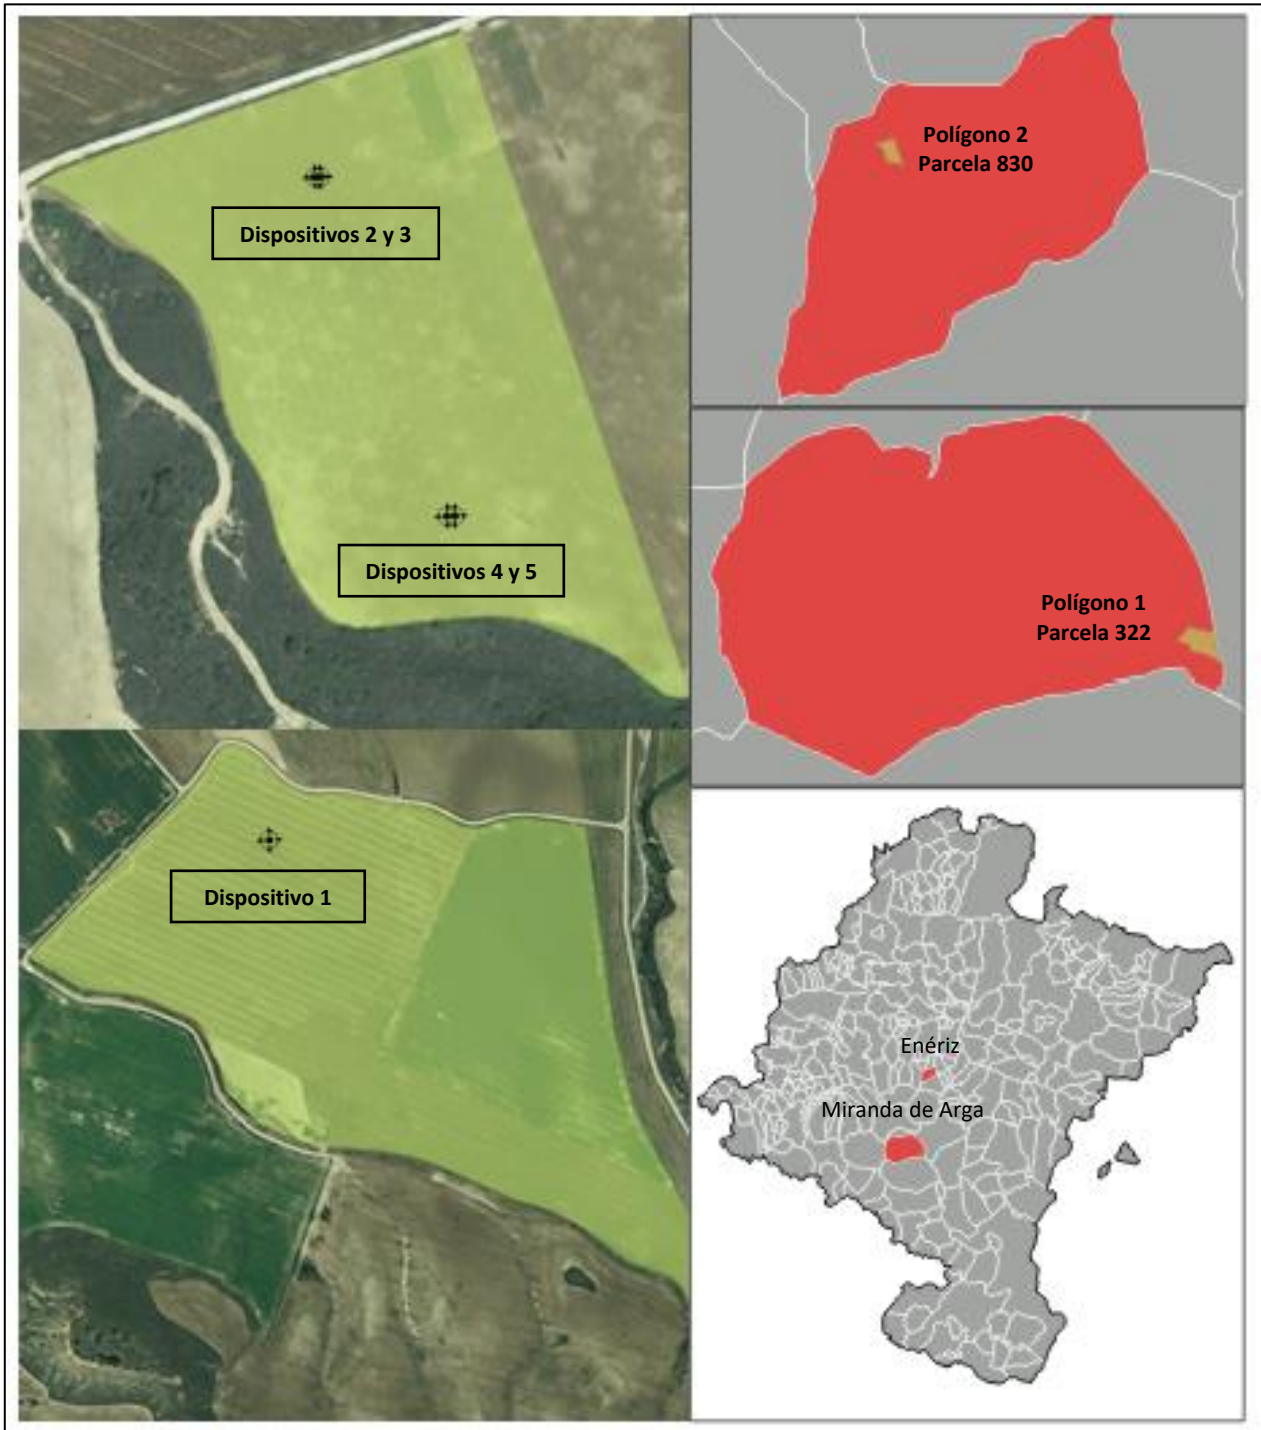 Dispositivos 2 y 3
Dispositivos 4 y 5
Dispositivo 1
Polígono 2
Parcela 830
Polígono 1
Parcela 322
Enériz
Miranda de Arga